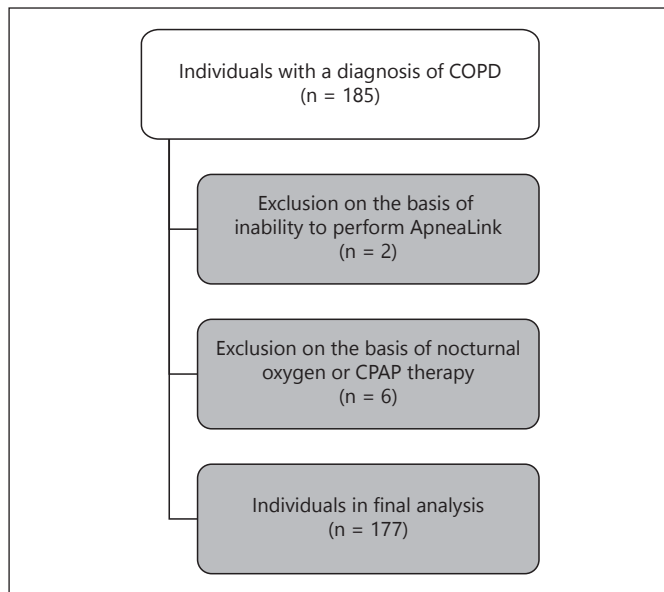 Individuals with a diagnosis of COPD
(n = 185)
Exclusion on the basis of
inability to perform ApneaLink
(n = 2)
Exclusion on the basis of nocturnal
oxygen or CPAP therapy
(n = 6)
Individuals in final analysis
(n = 177)